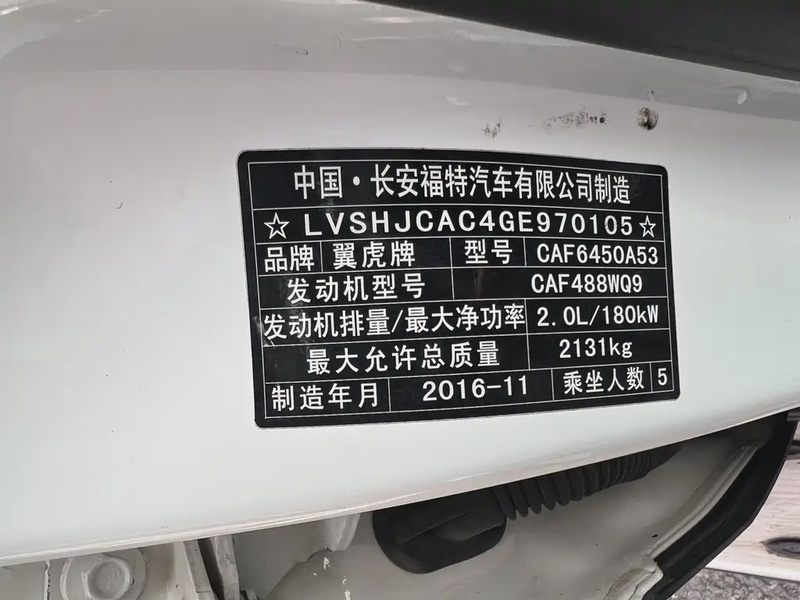 中国·长安福特汽车有限公司制造
☆ LVSHJCAC4GE970105 ☆
品牌 翼虎牌 型号 CAF6450A53
发动机型号 CAF488WQ9
发动机排量/最大净功率 2.0L/180kW
最大允许总质量 2131kg
制造年月 2016-11 乘坐人数 5